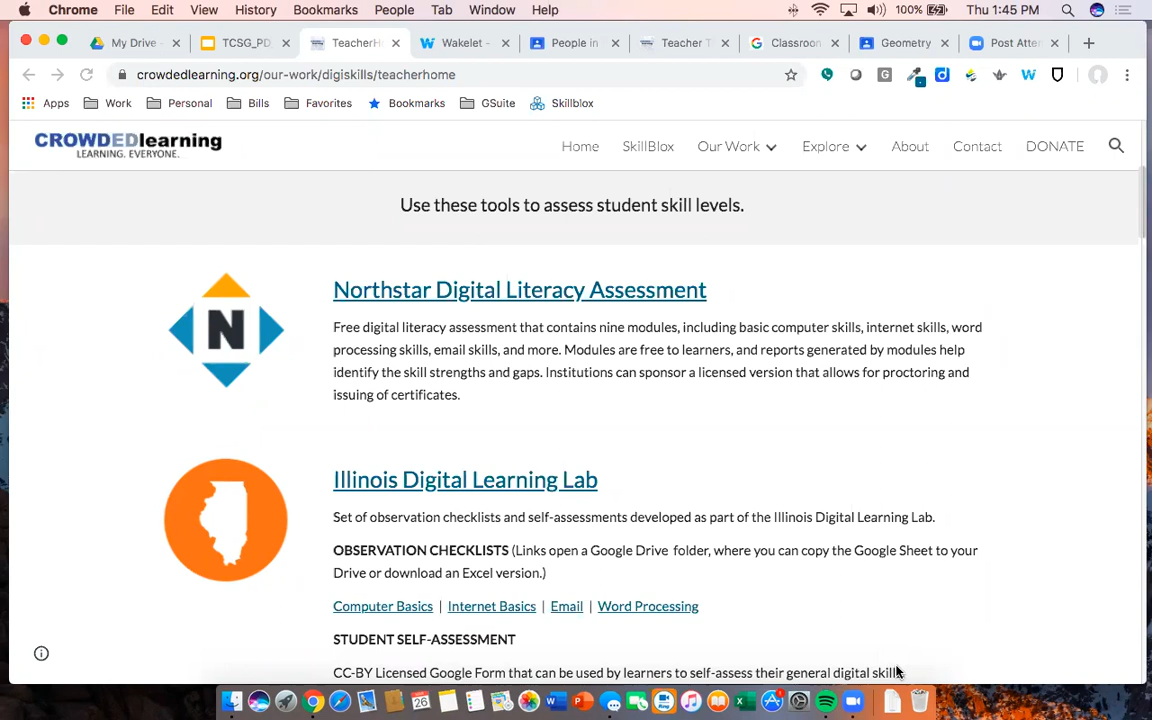 Chrome File Edit View History Bookmarks People Tab Window Help 100% Thu 1:45 PM
My Drive - TCSG_PD TeacherH Wakelet - People in Teacher T Classroon Geometry Post Atter
crowdedlearning.org/our-work/digiskills/teacherhome
Apps Work Personal Bills Favorites Bookmarks GSuite Skillblox
CROWDEDlearning
LEARNING. EVERYONE.
Home SkillBlox Our Work Explore About Contact DONATE
Use these tools to assess student skill levels.
N
Northstar Digital Literacy Assessment
Free digital literacy assessment that contains nine modules, including basic computer skills, internet skills, word
processing skills, email skills, and more. Modules are free to learners, and reports generated by modules help
identify the skill strengths and gaps. Institutions can sponsor a licensed version that allows for proctoring and
issuing of certificates.
Illinois Digital Learning Lab
Set of observation checklists and self-assessments developed as part of the Illinois Digital Learning Lab.
OBSERVATION CHECKLISTS (Links open a Google Drive folder, where you can copy the Google Sheet to your
Drive or download an Excel version.)
Computer Basics | Internet Basics | Email | Word Processing
STUDENT SELF-ASSESSMENT
CC-BY Licensed Google Form that can be used by learners to self-assess their general digital skills
26